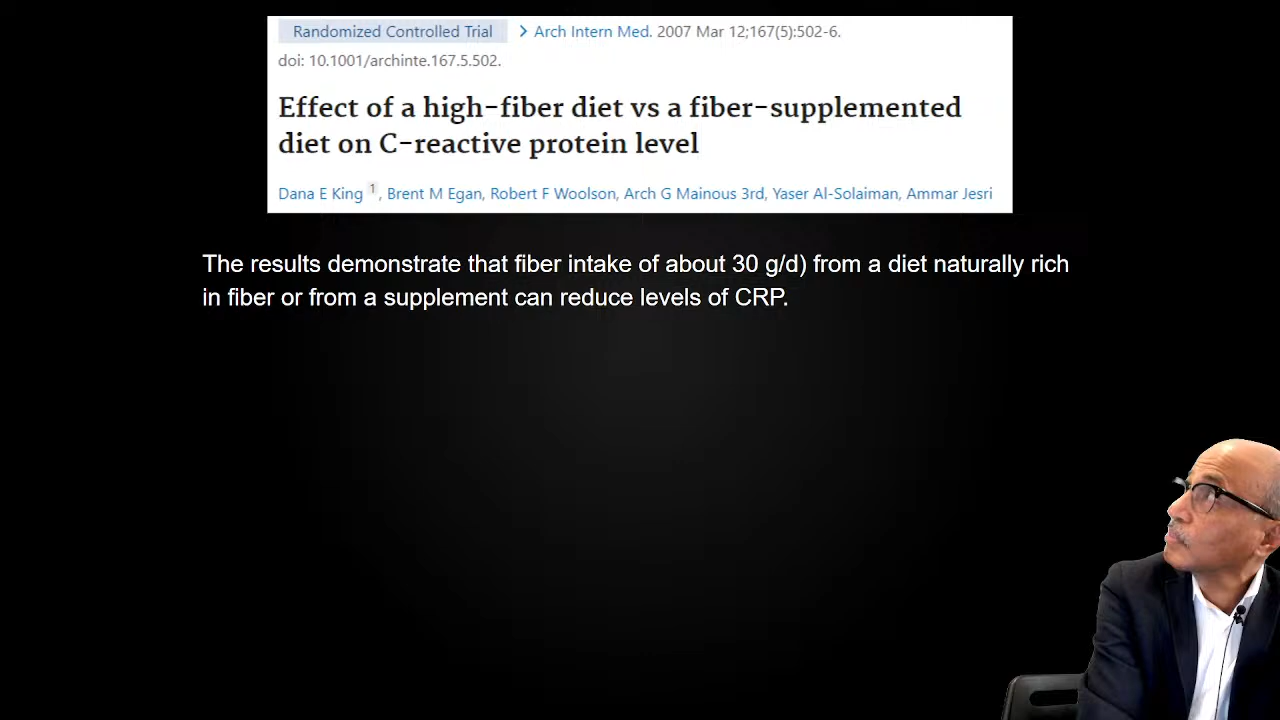 Randomized Controlled Trial > Arch Intern Med. 2007 Mar 12;167(5):502-6.
doi: 10.1001/archinte.167.5.502.
Effect of a high-fiber diet vs a fiber-supplemented
diet on C-reactive protein level
Dana E King 1, Brent M Egan, Robert F Woolson, Arch G Mainous 3rd, Yaser Al-Solaiman, Ammar Jesri
The results demonstrate that fiber intake of about 30 g/d) from a diet naturally rich
in fiber or from a supplement can reduce levels of CRP.